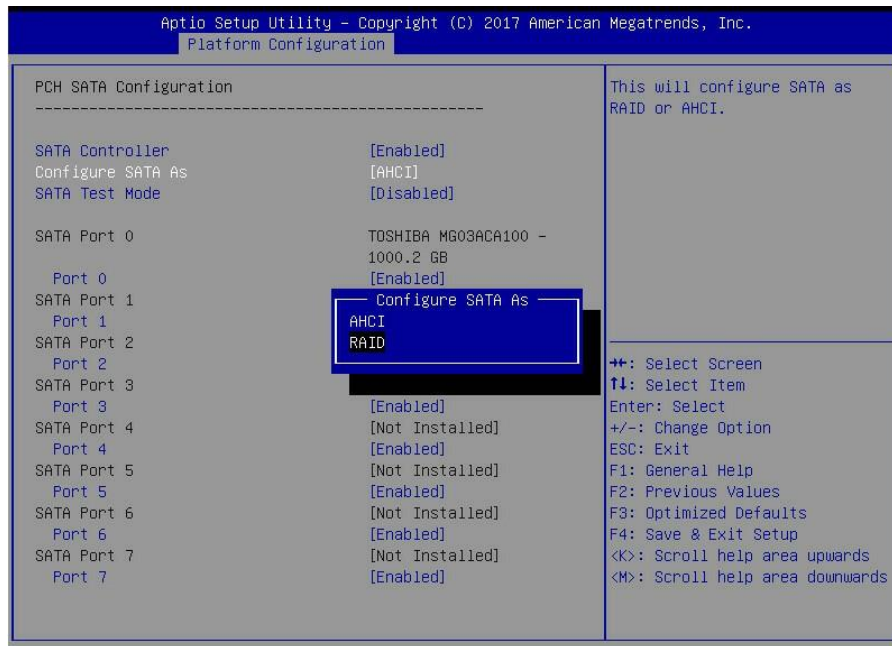 Aptio Setup Utility – Copyright (C) 2017 American Megatrends, Inc.
Platform Configuration
PCH SATA Configuration
--------------------------------------------------
SATA Controller [Enabled]
Configure SATA As [AHCI]
SATA Test Mode [Disabled]
SATA Port 0 TOSHIBA MG03ACA100 –
1000.2 GB
Port 0 [Enabled]
SATA Port 1
Port 1
SATA Port 2
Port 2
SATA Port 3
Port 3 [Enabled]
SATA Port 4 [Not Installed]
Port 4 [Enabled]
SATA Port 5 [Not Installed]
Port 5 [Enabled]
SATA Port 6 [Not Installed]
Port 6 [Enabled]
SATA Port 7 [Not Installed]
Port 7 [Enabled]
Configure SATA As
AHCI
RAID
This will configure SATA as
RAID or AHCI.
→←: Select Screen
↑↓: Select Item
Enter: Select
+/-: Change Option
ESC: Exit
F1: General Help
F2: Previous Values
F3: Optimized Defaults
F4: Save & Exit Setup
<K>: Scroll help area upwards
<M>: Scroll help area downwards